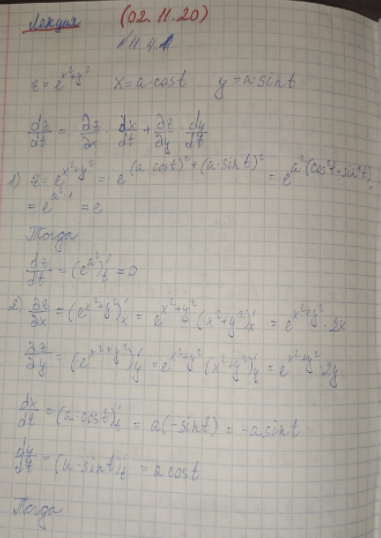 Лекция (02.11.20)
№11.4.1
z = e^{x²+y²} x = a·cost y = a sint
dz/dt = ∂z/∂x · dx/dt + ∂z/∂y · dy/dt
1) z = e^{x²+y²} = e^{(a cost)²+(a·sint)²} = e^{a²(cos²t+sin²t)} =
= e^{a²·1} = e
Тогда
dz/dt = (e^{a²})'_t = 0
2) ∂z/∂x = (e^{x²+y²})'_x = e^{x²+y²}(x²+y²)'_x = e^{x²+y²}·2x
∂z/∂y = (e^{x²+y²})'_y = e^{x²+y²}(x²+y²)'_y = e^{x²+y²}·2y
dx/dt = (a·cost)'_t = a(-sint) = -a sint
dy/dt = (a·sint)'_t = a cost
Тогда